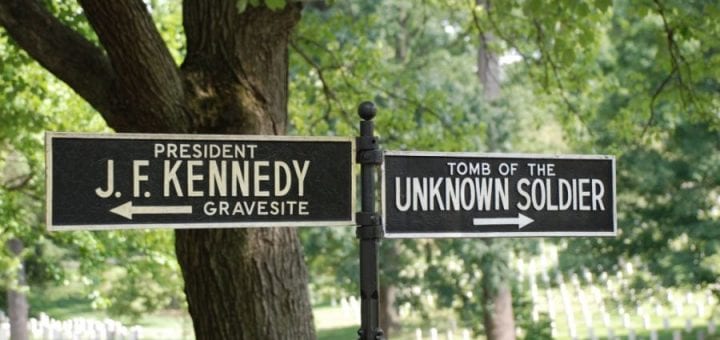 PRESIDENT
J. F. KENNEDY
GRAVESITE
TOMB OF THE
UNKNOWN SOLDIER